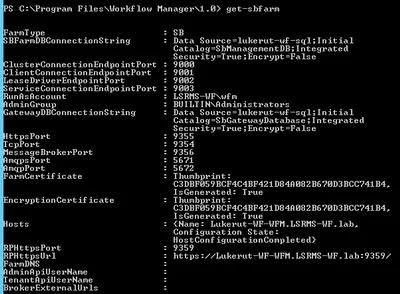 PS C:\Program Files\Workflow Manager\1.0> get-sbfarm
FarmType : SB
SBFarmDBConnectionString : Data Source=lukerut-wf-sql;Initial
Catalog=SbManagementDB;Integrated
Security=True;Encrypt=False
ClusterConnectionEndpointPort : 9000
ClientConnectionEndpointPort : 9001
LeaseDriverEndpointPort : 9002
ServiceConnectionEndpointPort : 9003
RunAsAccount : LSRMS-WF\wfm
AdminGroup : BUILTIN\Administrators
GatewayDBConnectionString : Data Source=lukerut-wf-sql;Initial
Catalog=SbGatewayDatabase;Integrated
Security=True;Encrypt=False
HttpsPort : 9355
TcpPort : 9354
MessageBrokerPort : 9356
AmqpsPort : 5671
AmqpPort : 5672
FarmCertificate : Thumbprint:
C3DBF059BCF4C4BF421D84A082B670D3BCC741B4,
IsGenerated: True
EncryptionCertificate : Thumbprint:
C3DBF059BCF4C4BF421D84A082B670D3BCC741B4,
IsGenerated: True
Hosts : {Name: Lukerut-WF-WFM.LSRMS-WF.lab,
Configuration State:
HostConfigurationCompleted}
RPHttpsPort : 9359
RPHttpsUrl : https://Lukerut-WF-WFM.LSRMS-WF.lab:9359/
FarmDNS :
AdminApiUserName :
TenantApiUserName :
BrokerExternalUrls :